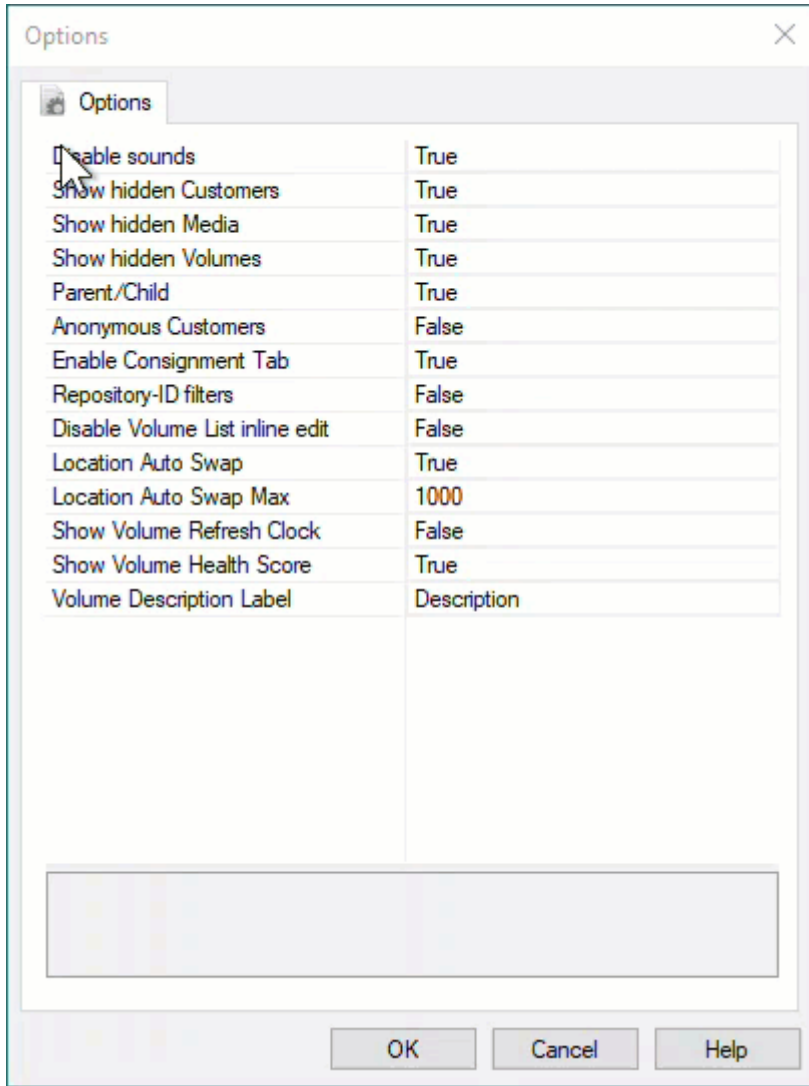 Options
Options
Disable sounds True
Show hidden Customers True
Show hidden Media True
Show hidden Volumes True
Parent/Child True
Anonymous Customers False
Enable Consignment Tab True
Repository-ID filters False
Disable Volume List inline edit False
Location Auto Swap True
Location Auto Swap Max 1000
Show Volume Refresh Clock False
Show Volume Health Score True
Volume Description Label Description
OK Cancel Help